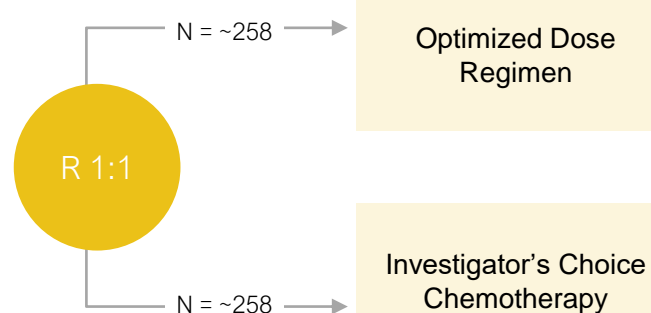 N = ~258
Optimized Dose
Regimen
R 1:1
Investigator’s Choice
Chemotherapy
N = ~258